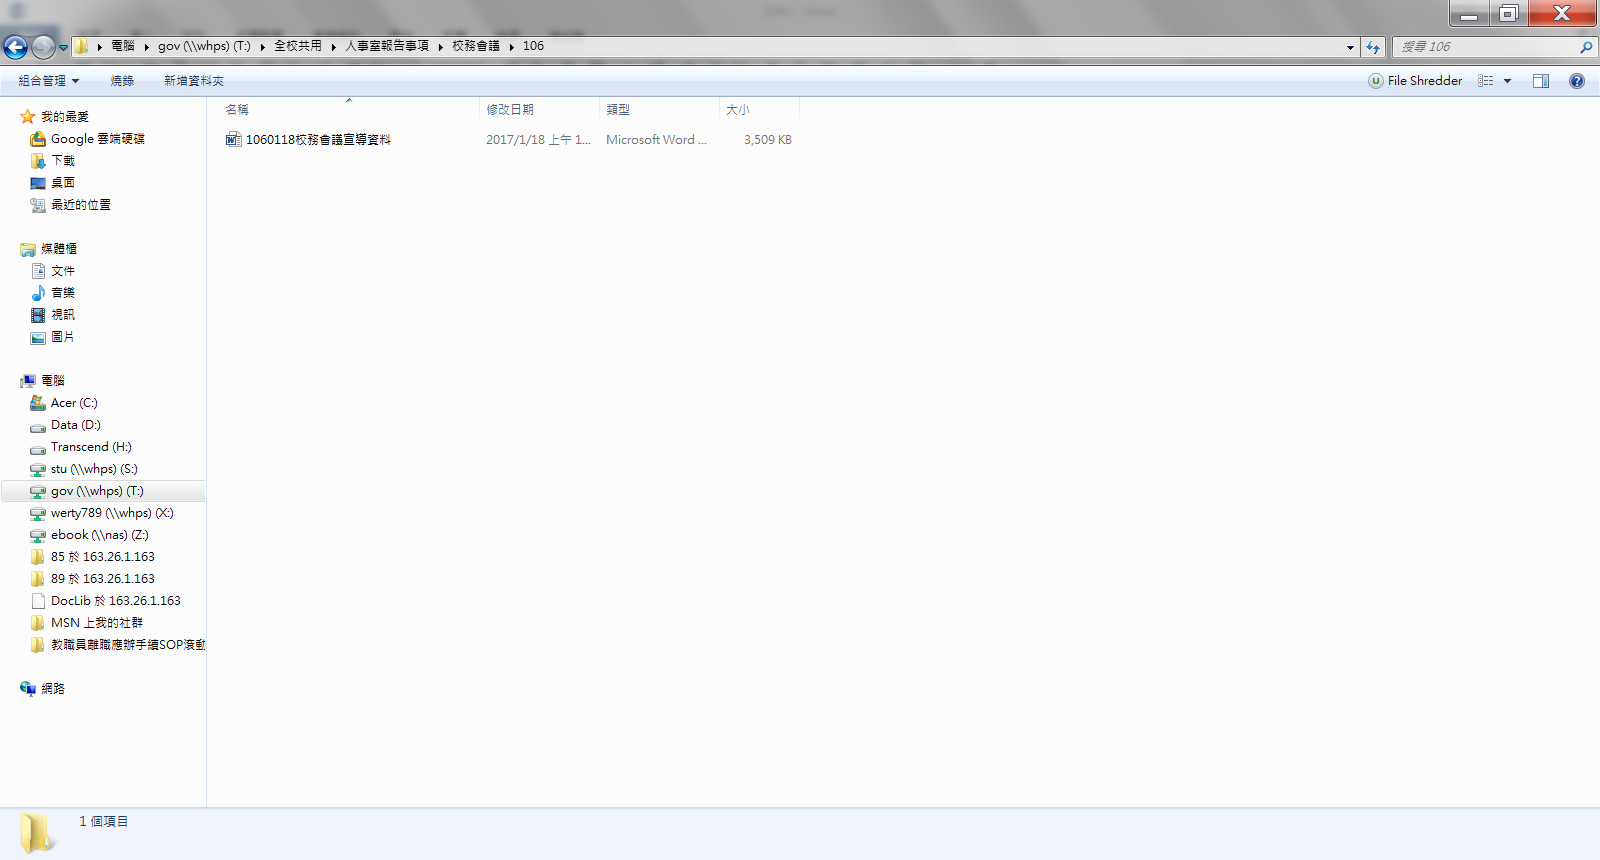 電腦 gov (\\whps) (T:) 全校共用 人事室報告事項 校務會議 106
搜尋 106
組合管理 燒錄 新增資料夾 File Shredder
我的最愛
Google 雲端硬碟
下載
桌面
最近的位置
媒體櫃
文件
音樂
視訊
圖片
電腦
Acer (C:)
Data (D:)
Transcend (H:)
stu (\\whps) (S:)
gov (\\whps) (T:)
werty789 (\\whps) (X:)
ebook (\\nas) (Z:)
85 於 163.26.1.163
89 於 163.26.1.163
DocLib 於 163.26.1.163
MSN 上我的社群
教職員離職應辦手續SOP滾動
網路
名稱 修改日期 類型 大小
1060118校務會議宣導資料 2017/1/18 上午 1... Microsoft Word ... 3,509 KB
1 個項目